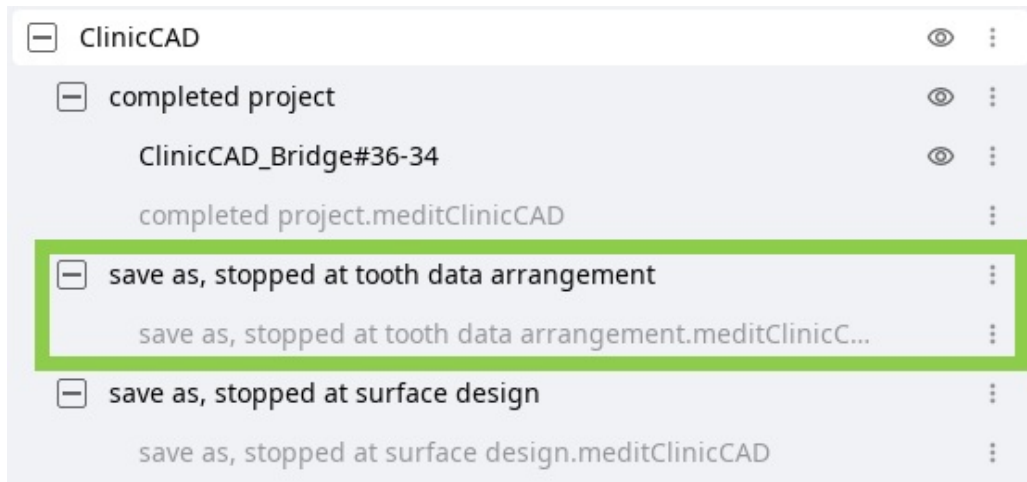 ClinicCAD
completed project
ClinicCAD_Bridge#36-34
completed project.meditClinicCAD
save as, stopped at tooth data arrangement
save as, stopped at tooth data arrangement.meditClinicC...
save as, stopped at surface design
save as, stopped at surface design.meditClinicCAD